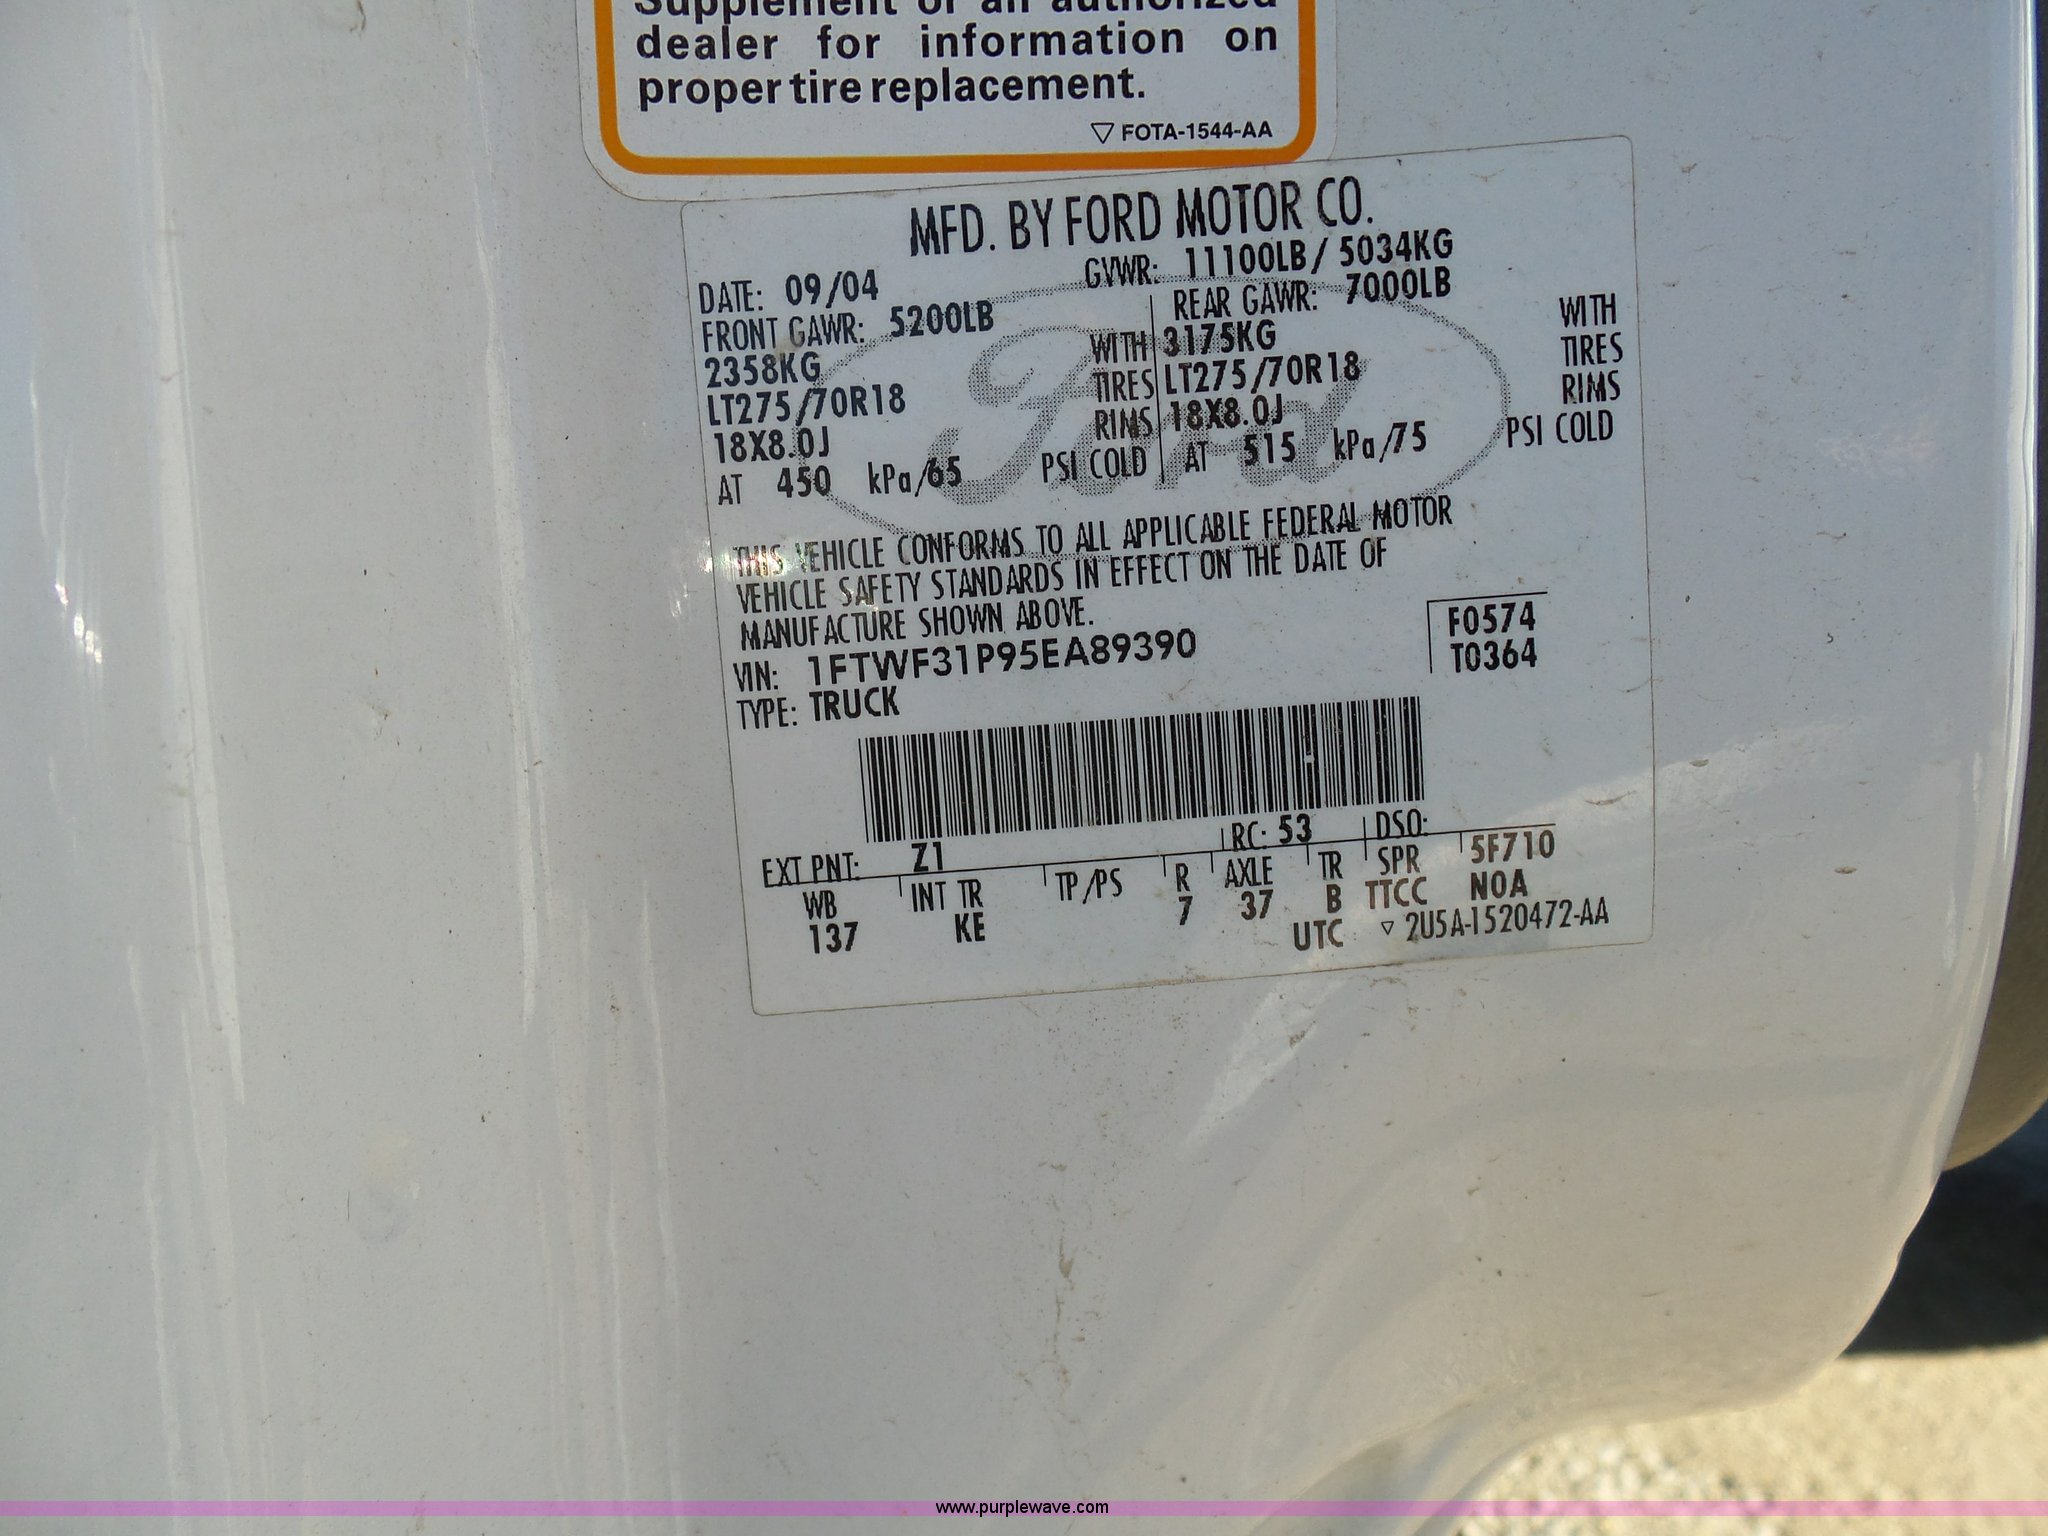 Supplement or an authorized
dealer for information on
proper tire replacement.
▽ FOTA-1544-AA
MFD. BY FORD MOTOR CO.
DATE: 09/04 GVWR: 11100LB/ 5034KG
FRONT GAWR: 5200LB REAR GAWR: 7000LB
2358KG WITH 3175KG WITH
LT275/70R18 TIRES LT275/70R18 TIRES
18X8.0J RIMS 18X8.0J RIMS
AT 450 kPa/65 PSI COLD AT 515 kPa/75 PSI COLD
Ford
THIS VEHICLE CONFORMS TO ALL APPLICABLE FEDERAL MOTOR
VEHICLE SAFETY STANDARDS IN EFFECT ON THE DATE OF
MANUFACTURE SHOWN ABOVE.
VIN: 1FTWF31P95EA89390 F0574
TYPE: TRUCK T0364
EXT PNT: Z1 RC: 53 DSO:
WB INT TR TP/PS R AXLE TR SPR 5F710
137 KE 7 37 B TTCC NOA
UTC ▽ 2U5A-1520472-AA
www.purplewave.com